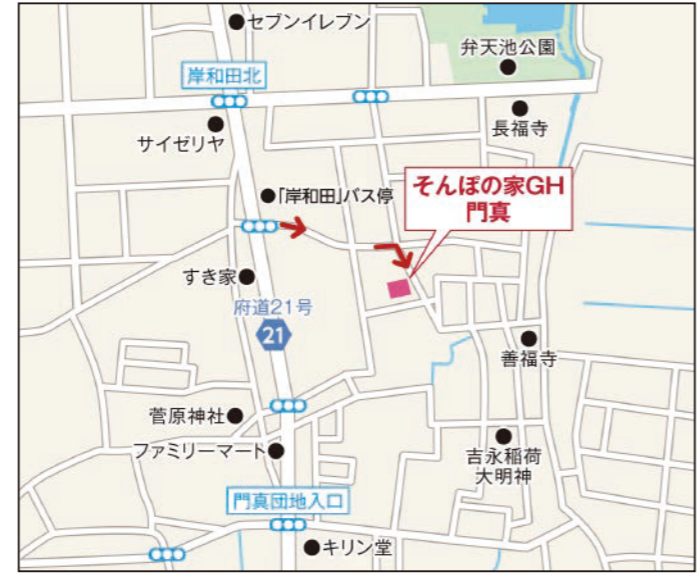 セブンイレブン
弁天池公園
岸和田北
サイゼリヤ
長福寺
「岸和田」バス停
そんぽの家GH
門真
すき家
府道21号
21
善福寺
菅原神社
ファミリーマート
吉永稲荷
大明神
門真団地入口
キリン堂